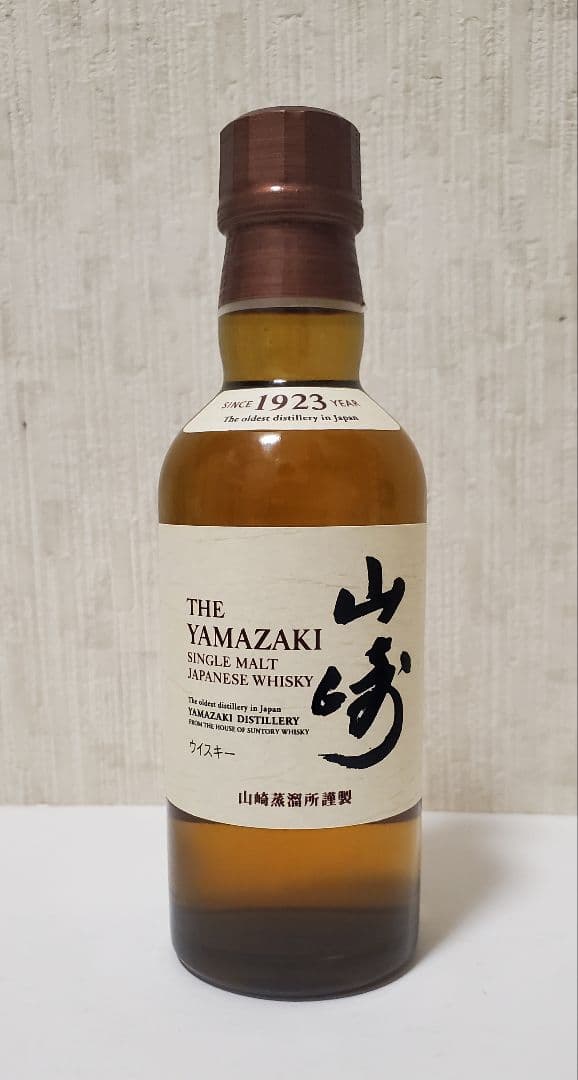 SINCE 1923 YEAR
The oldest distillery in Japan
山崎
THE
YAMAZAKI
SINGLE MALT
JAPANESE WHISKY
The oldest distillery in Japan
YAMAZAKI DISTILLERY
FROM THE HOUSE OF SUNTORY WHISKY
ウイスキー
山崎蒸溜所謹製